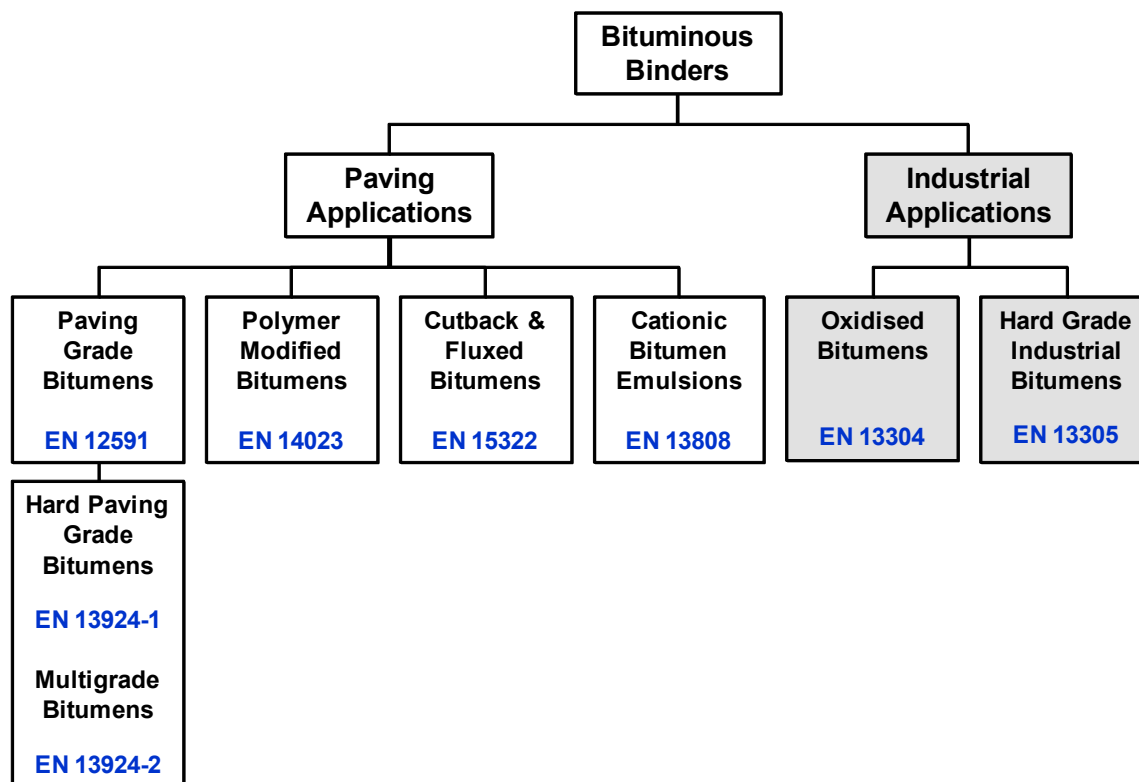 Bituminous
Binders
Paving
Applications
Industrial
Applications
Paving
Grade
Bitumens
EN 12591
Polymer
Modified
Bitumens
EN 14023
Cutback &
Fluxed
Bitumens
EN 15322
Cationic
Bitumen
Emulsions
EN 13808
Oxidised
Bitumens
EN 13304
Hard Grade
Industrial
Bitumens
EN 13305
Hard Paving
Grade
Bitumens
EN 13924-1
Multigrade
Bitumens
EN 13924-2